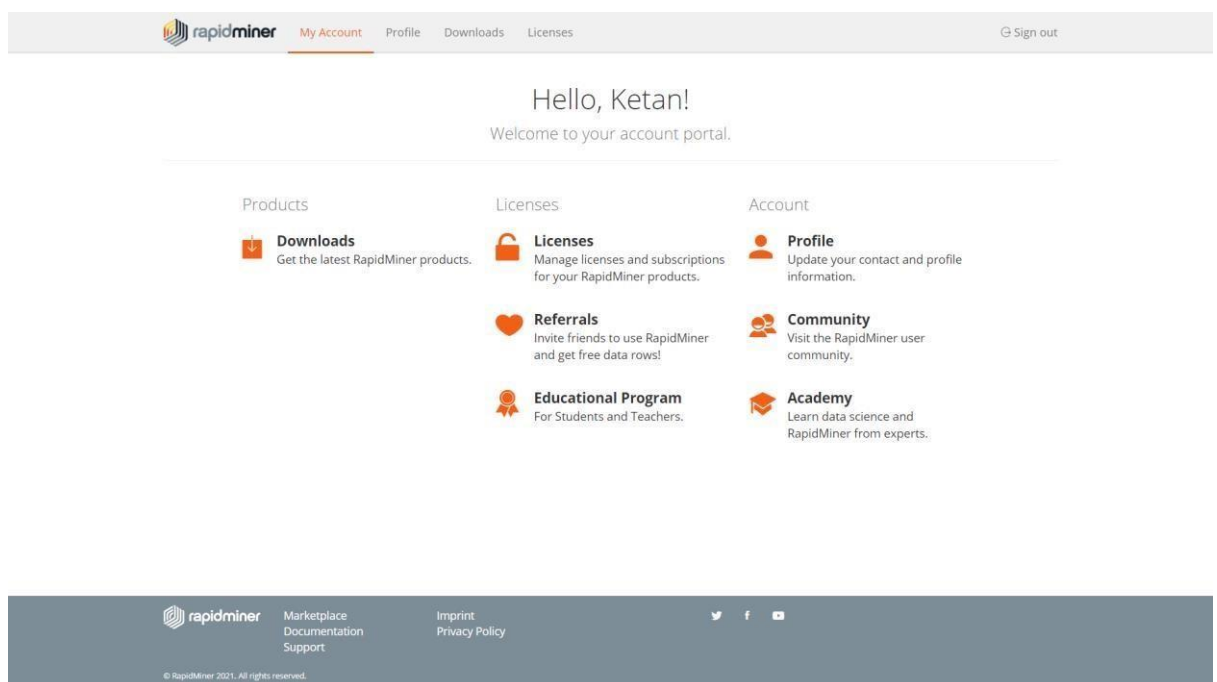 rapidminer My Account Profile Downloads Licenses Sign out
Hello, Ketan!
Welcome to your account portal.
Products
Downloads
Get the latest RapidMiner products.
Licenses
Licenses
Manage licenses and subscriptions
for your RapidMiner products.
Referrals
Invite friends to use RapidMiner
and get free data rows!
Educational Program
For Students and Teachers.
Account
Profile
Update your contact and profile
information.
Community
Visit the RapidMiner user
community.
Academy
Learn data science and
RapidMiner from experts.
rapidminer
Marketplace
Documentation
Support
Imprint
Privacy Policy
© RapidMiner 2021. All rights reserved.